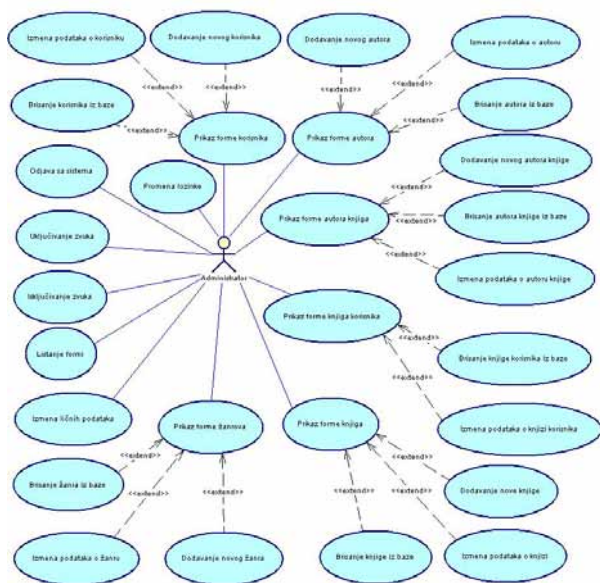 Izmena podataka o korisniku
Dodavanje novog korisnika
Dodavanje novog autora
Izmena podataka o autoru
<<extend>>
<<extend>>
<<extend>>
<<extend>>
Brisanje korisnika iz baze
<<extend>>
Prikaz forme korisnika
Prikaz forme autora
<<extend>>
Brisanje autora iz baze
Odjava sa sistema
Promena lozinke
Dodavanje novog autora knjige
<<extend>>
Prikaz forme autora knjiga
<<extend>>
Brisanje autora knjige iz baze
Uključivanje zvuka
<<extend>>
Izmena podataka o autoru knjige
Administrator
Isključivanje zvuka
Prikaz forme knjiga korisnika
<<extend>>
Listanje formi
Brisanje knjige korisnika iz baze
<<extend>>
Izmena ličnih podataka
Prikaz forme žanrova
Prikaz forme knjiga
Izmena podataka o knjizi korisnika
<<extend>>
<<extend>>
Brisanje žanra iz baze
<<extend>>
<<extend>>
<<extend>>
<<extend>>
Dodavanje nove knjige
Izmena podataka o žanru
Dodavanje novog žanra
Brisanje knjige iz baze
Izmena podataka o knjizi